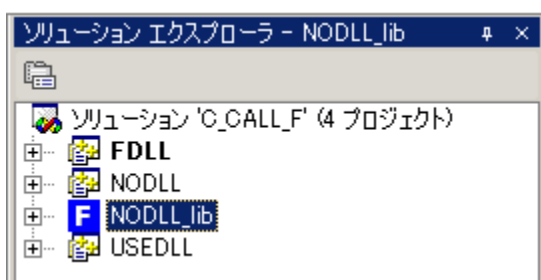 ソリューション エクスプローラ - NODLL_lib
ソリューション 'C_CALL_F' (4 プロジェクト)
FDLL
NODLL
F NODLL_lib
USEDLL